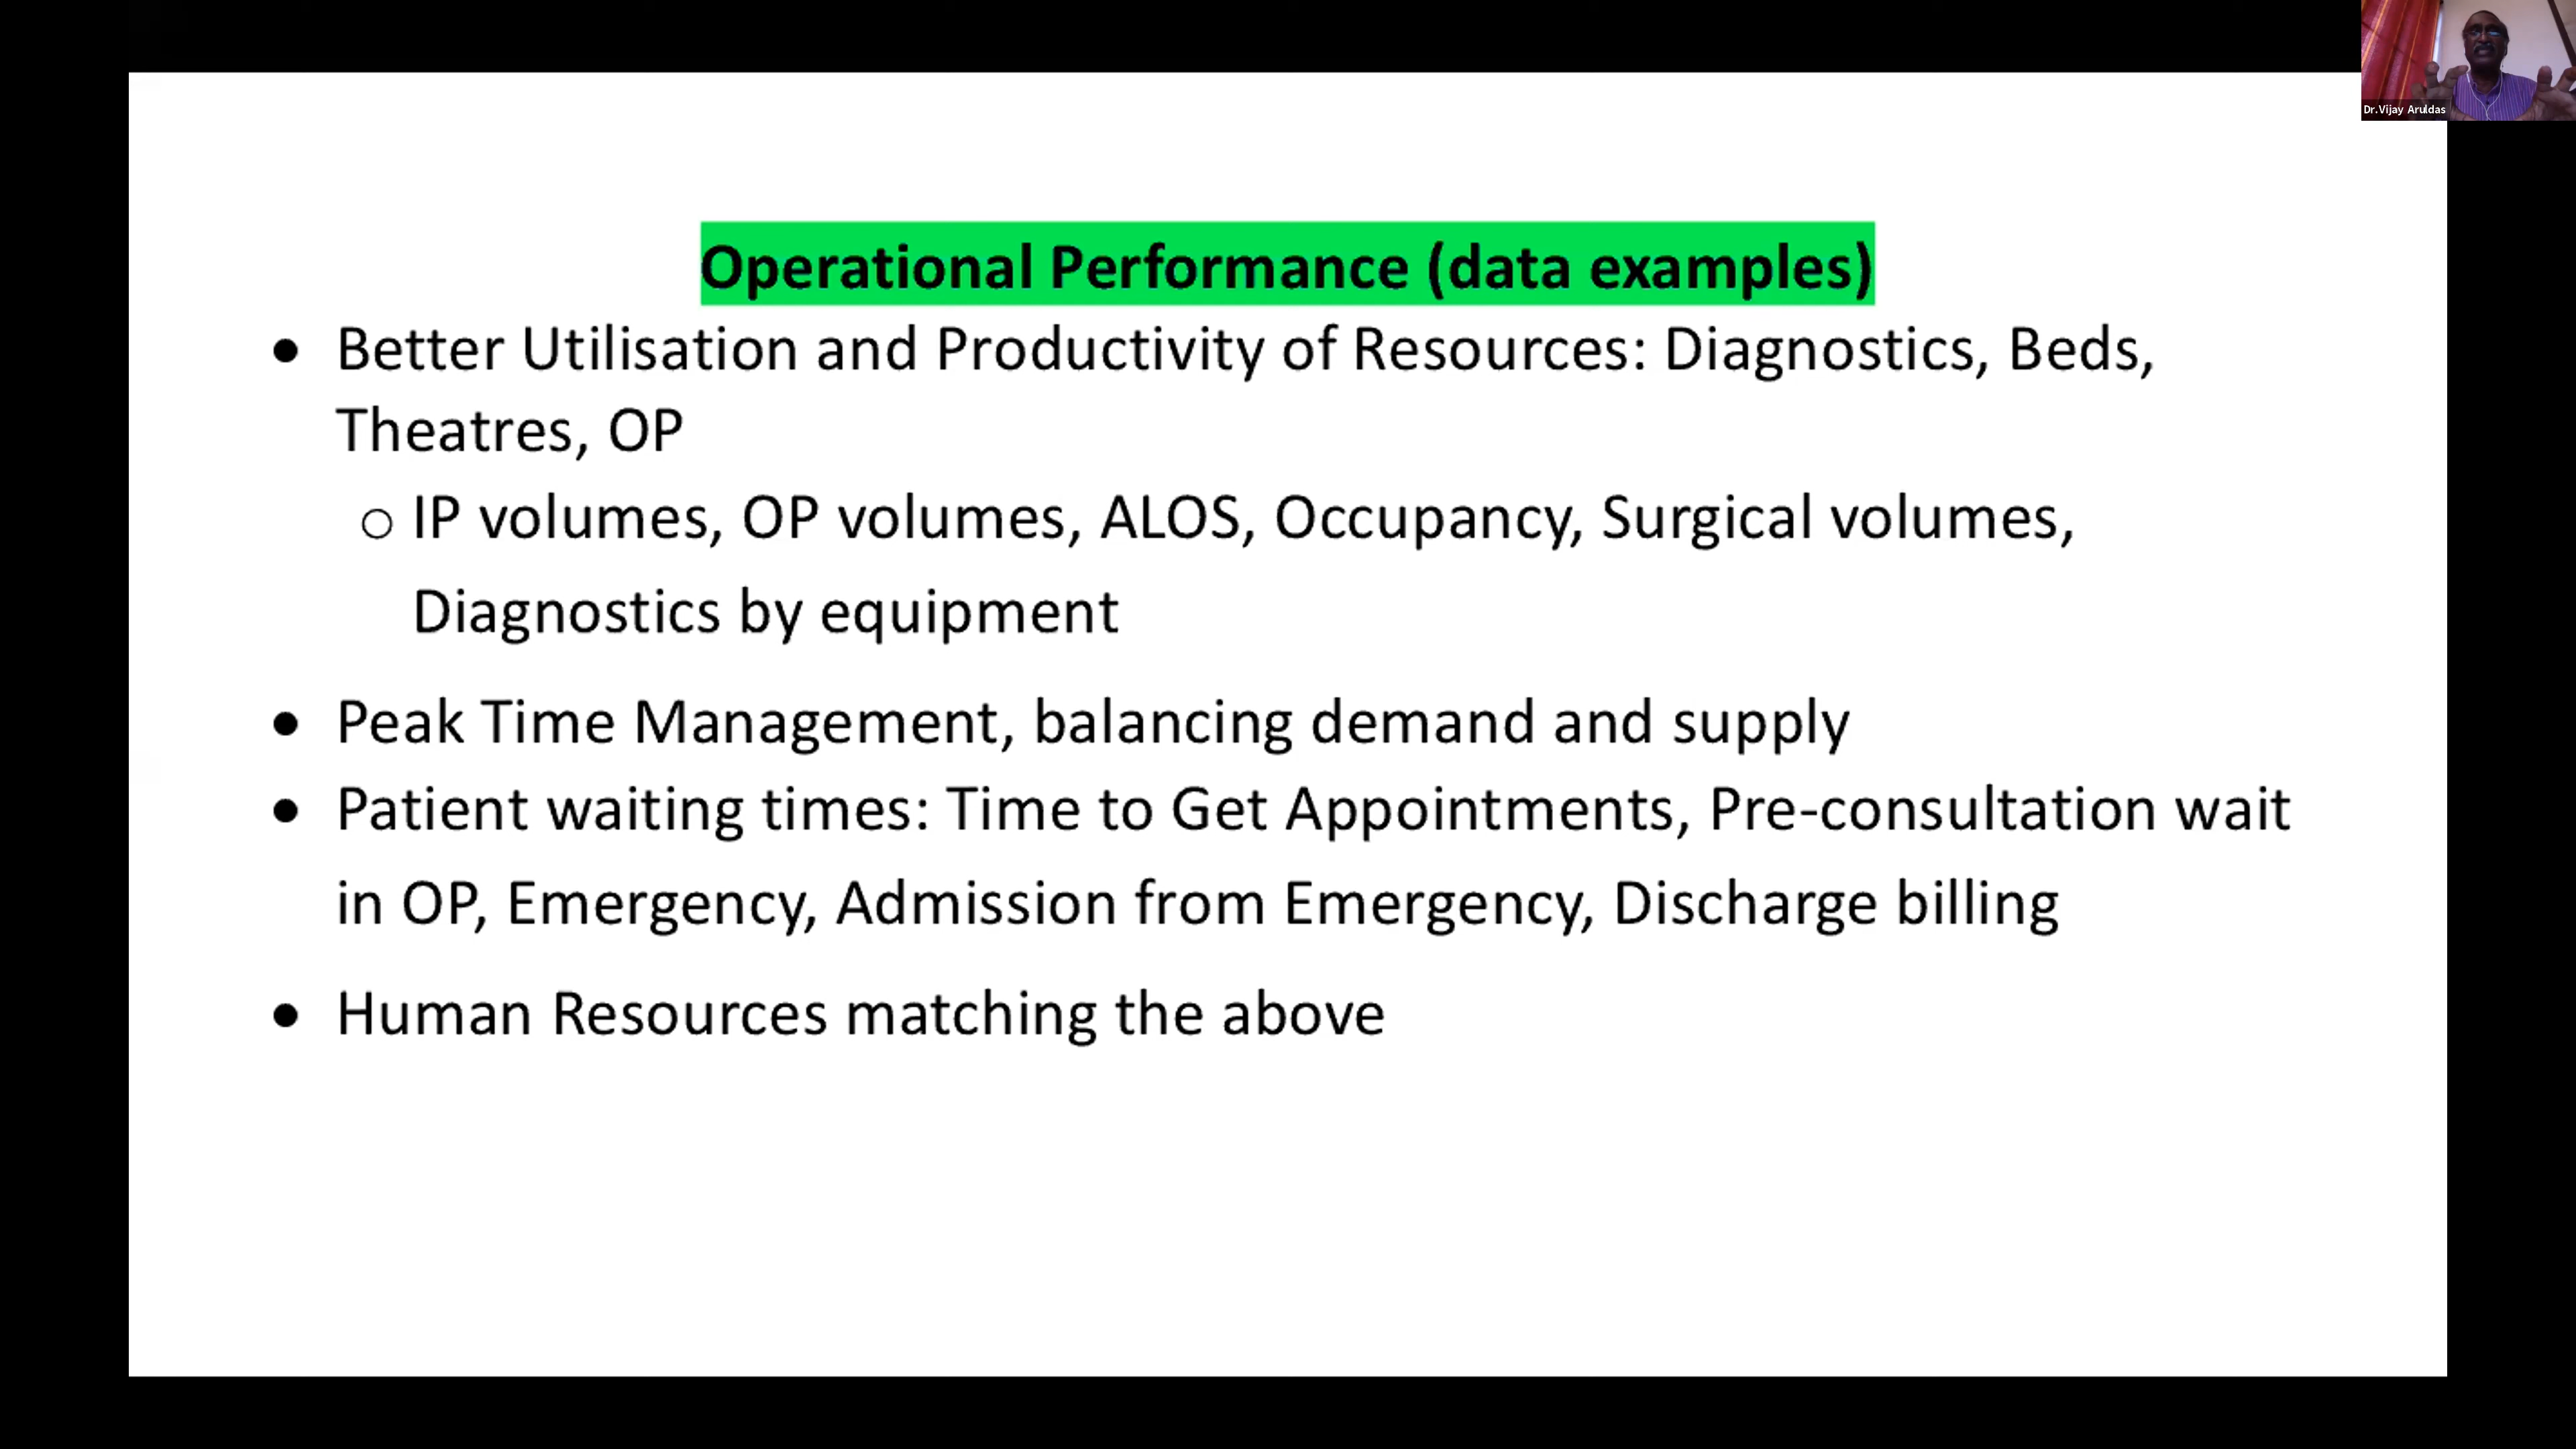 Dr.Vijay Aruldas
Operational Performance (data examples)
• Better Utilisation and Productivity of Resources: Diagnostics, Beds,
Theatres, OP
o IP volumes, OP volumes, ALOS, Occupancy, Surgical volumes,
Diagnostics by equipment
• Peak Time Management, balancing demand and supply
• Patient waiting times: Time to Get Appointments, Pre-consultation wait
in OP, Emergency, Admission from Emergency, Discharge billing
• Human Resources matching the above